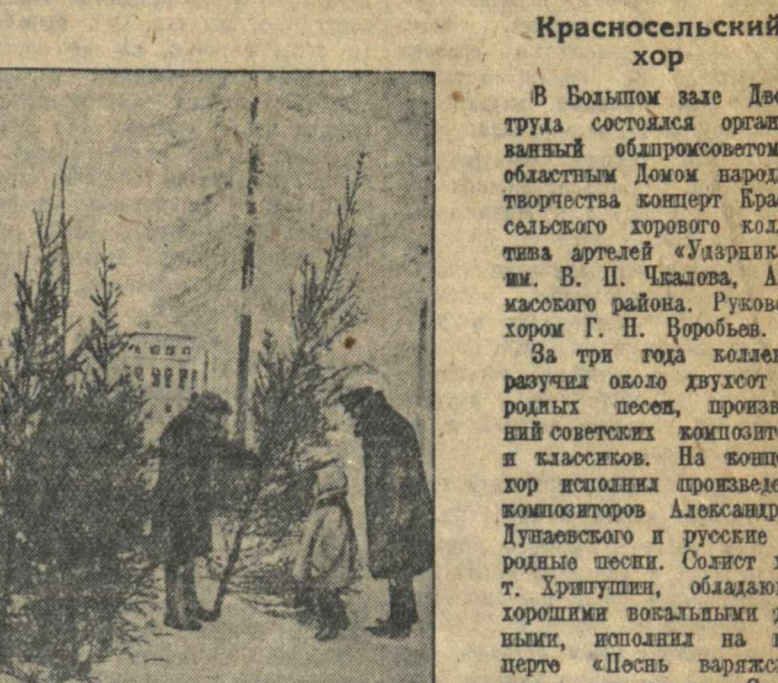 Красносельский
хор
В Большом зале Дво
труда состоялся орган
ванный облпромсоветом
областным Домом народ
творчества концерт Кра
сельского хорового кол
тива артелей «Ударник
им. В. П. Чкалова, А
масского района. Руков
хором Г. Н. Воробьев.
За три года коллек
разучил около двухсот
родных песен, произв
ний советских композит
и классиков. На конц
хор исполнил произведе
композиторов Александр
Дунаевского и русские
родные песни. Солист х
т. Хрипушин, обладаю
хорошими вокальными
ными, исполнил на
церте «Песнь варяжс